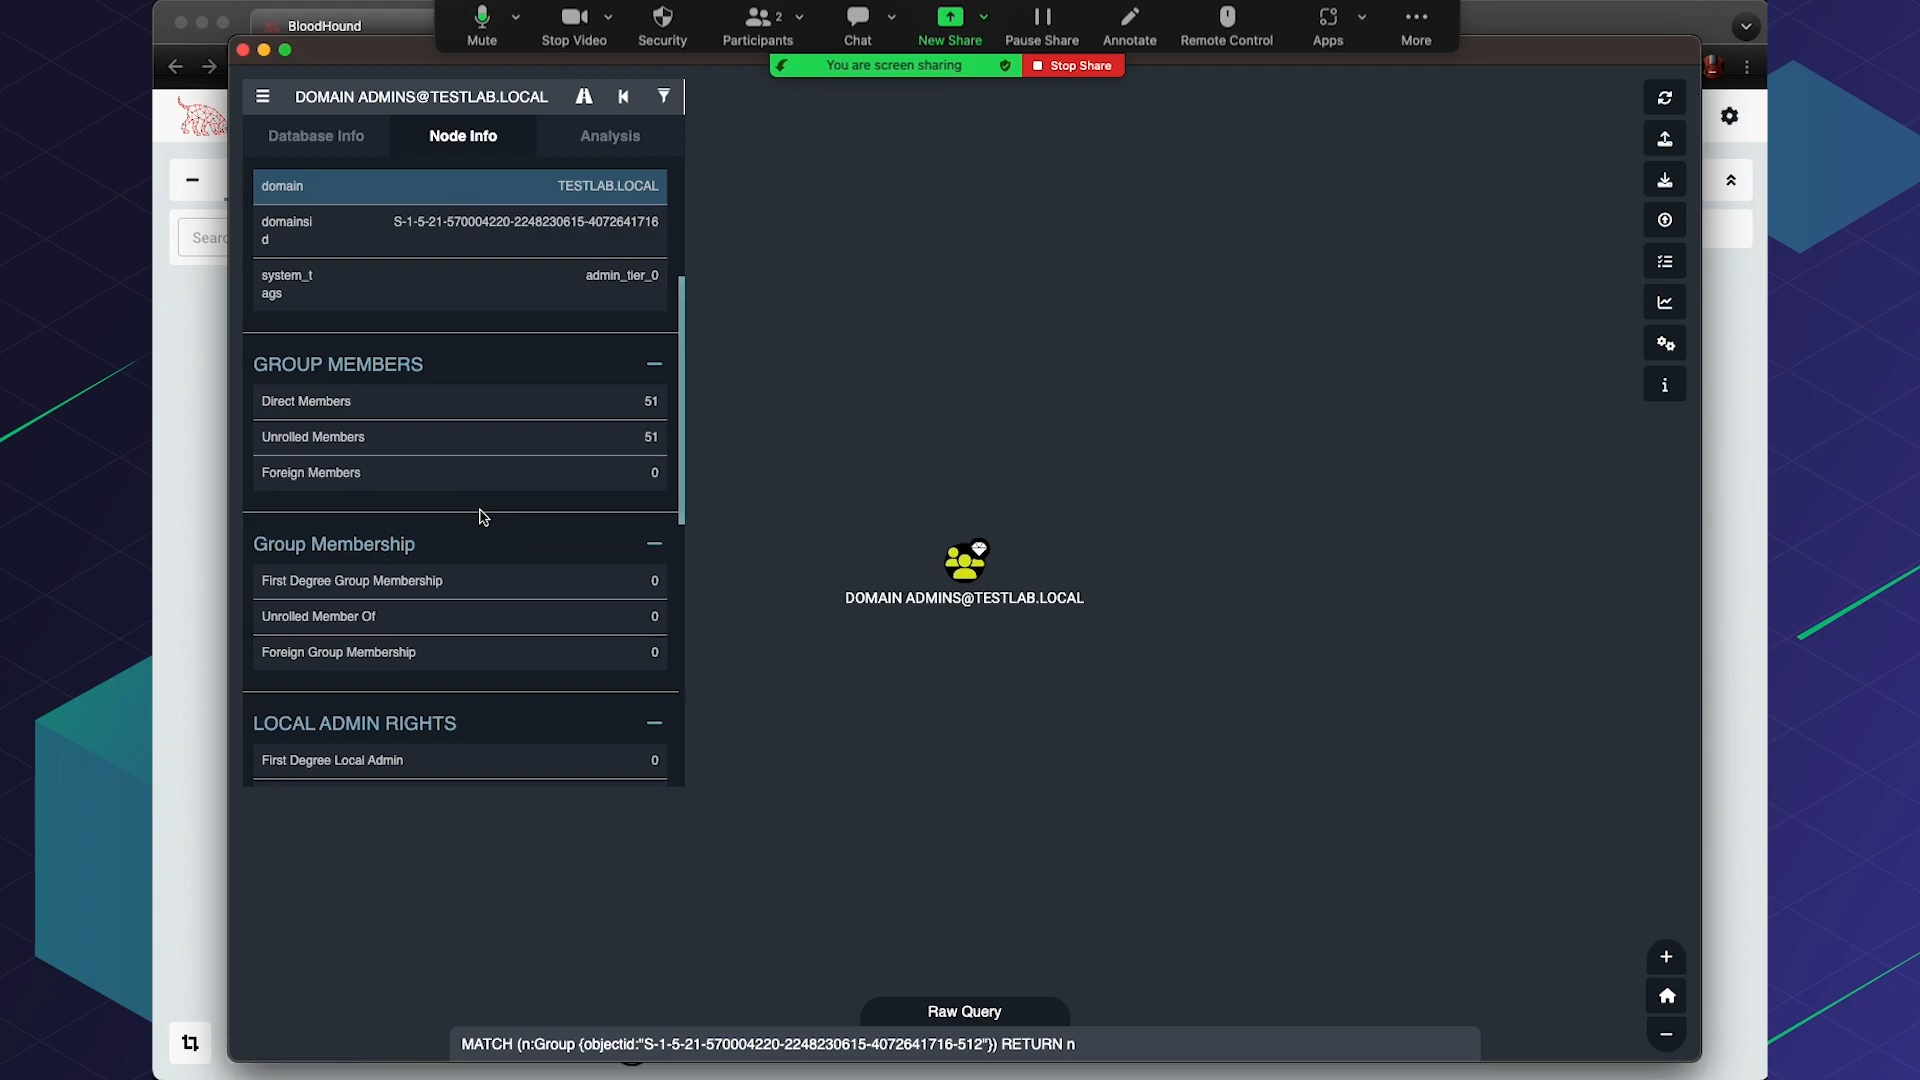 BloodHound
Mute
Stop Video
Security
2
Participants
Chat
New Share
Pause Share
Annotate
Remote Control
Apps
More
You are screen sharing
Stop Share
DOMAIN ADMINS@TESTLAB.LOCAL
Database Info
Node Info
Analysis
domain TESTLAB.LOCAL
domainsi S-1-5-21-570004220-2248230615-4072641716
d
system_t admin_tier_0
ags
Sear
GROUP MEMBERS
Direct Members 51
Unrolled Members 51
Foreign Members 0
Group Membership
First Degree Group Membership 0
Unrolled Member Of 0
Foreign Group Membership 0
LOCAL ADMIN RIGHTS
First Degree Local Admin 0
DOMAIN ADMINS@TESTLAB.LOCAL
Raw Query
MATCH (n:Group {objectid:"S-1-5-21-570004220-2248230615-4072641716-512"}) RETURN n